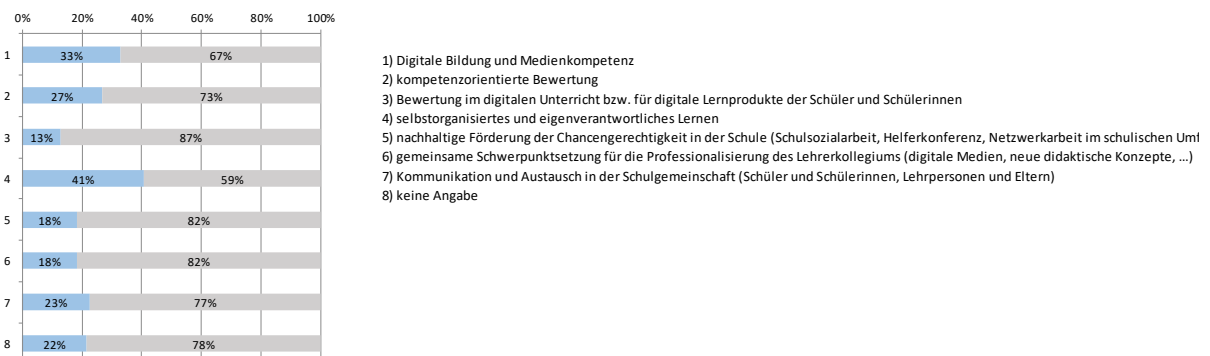 0% 20% 40% 60% 80% 100%
1 33% 67%
2 27% 73%
3 13% 87%
4 41% 59%
5 18% 82%
6 18% 82%
7 23% 77%
8 22% 78%
1) Digitale Bildung und Medienkompetenz
2) kompetenzorientierte Bewertung
3) Bewertung im digitalen Unterricht bzw. für digitale Lernprodukte der Schüler und Schülerinnen
4) selbstorganisiertes und eigenverantwortliches Lernen
5) nachhaltige Förderung der Chancengerechtigkeit in der Schule (Schulsozialarbeit, Helferkonferenz, Netzwerkarbeit im schulischen
6) gemeinsame Schwerpunktsetzung für die Professionalisierung des Lehrerkollegiums (digitale Medien, neue didaktische Konzepte, …)
7) Kommunikation und Austausch in der Schulgemeinschaft (Schüler und Schülerinnen, Lehrpersonen und Eltern)
8) keine Angabe